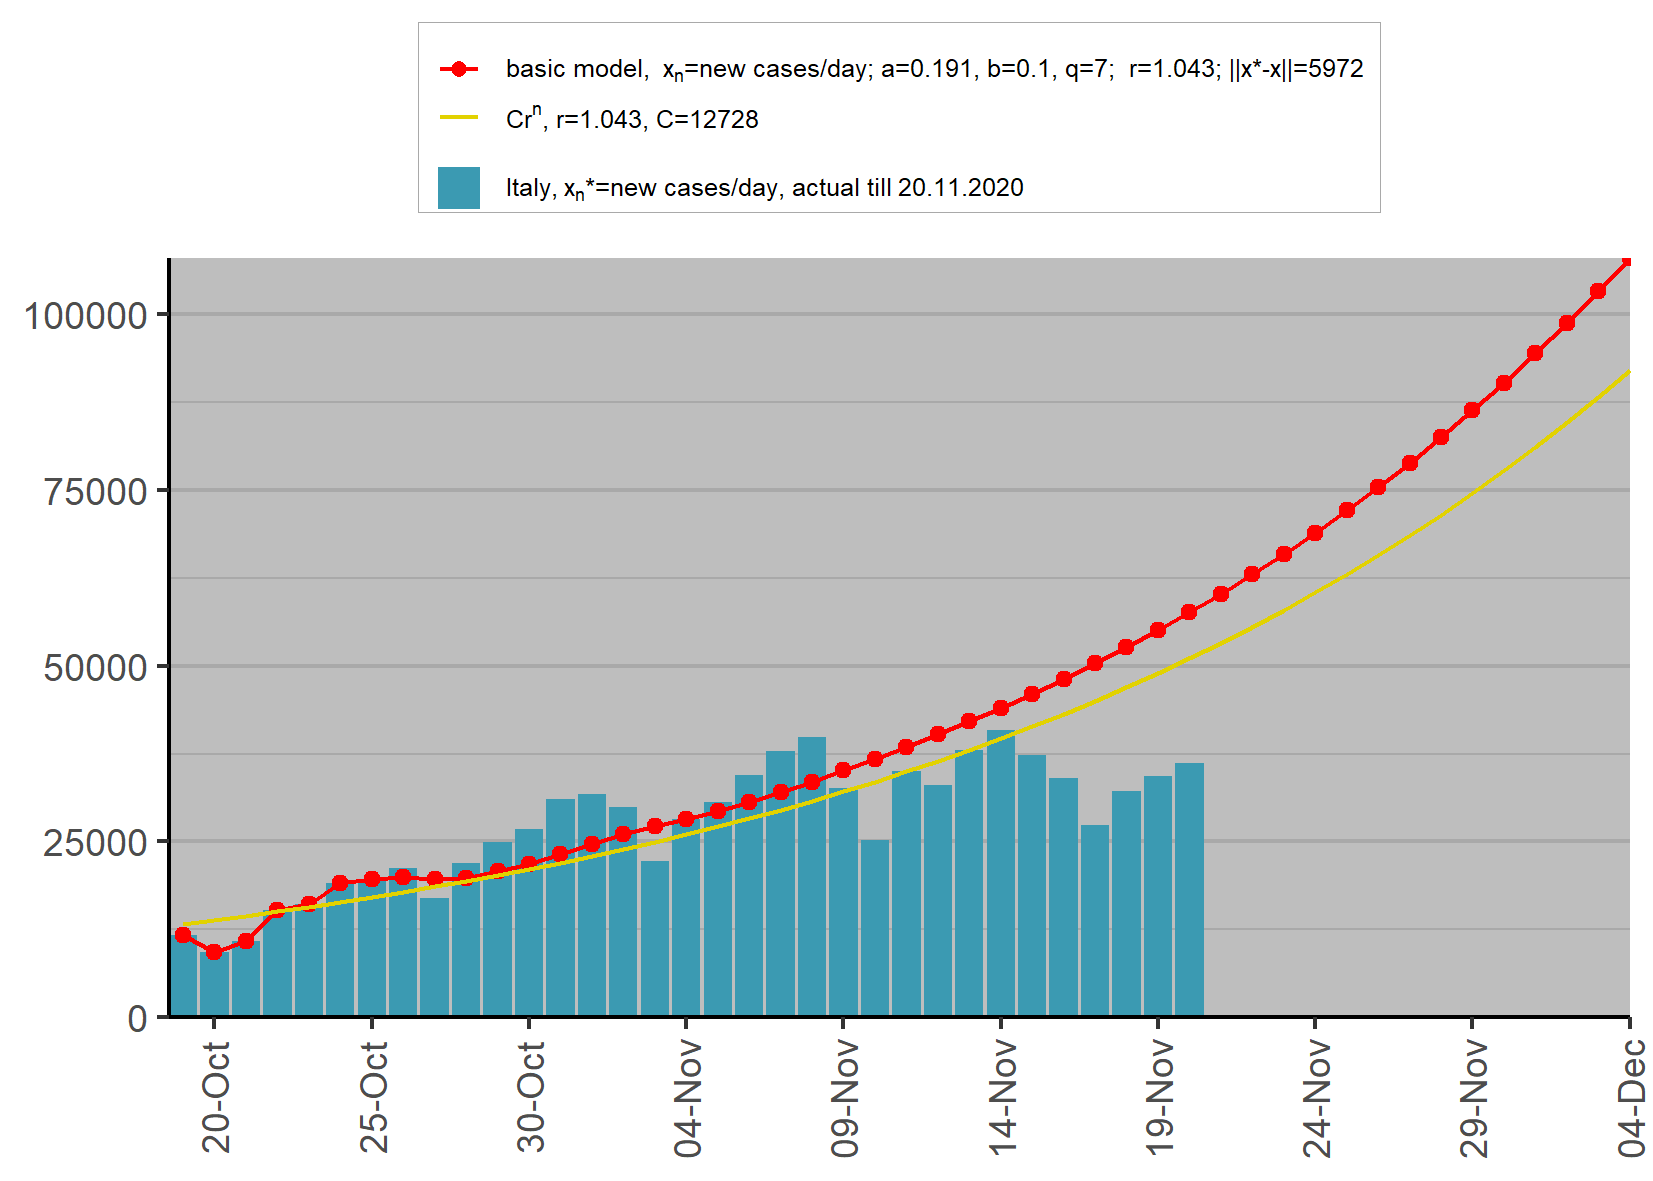 basic model,  xn=new cases/day; a=0.191, b=0.1, q=7;  r=1.043; ||x*-x||=5972
Crⁿ, r=1.043, C=12728
Italy, xn*=new cases/day, actual till 20.11.2020
100000
75000
50000
25000
0
20-Oct
25-Oct
30-Oct
04-Nov
09-Nov
14-Nov
19-Nov
24-Nov
29-Nov
04-Dec